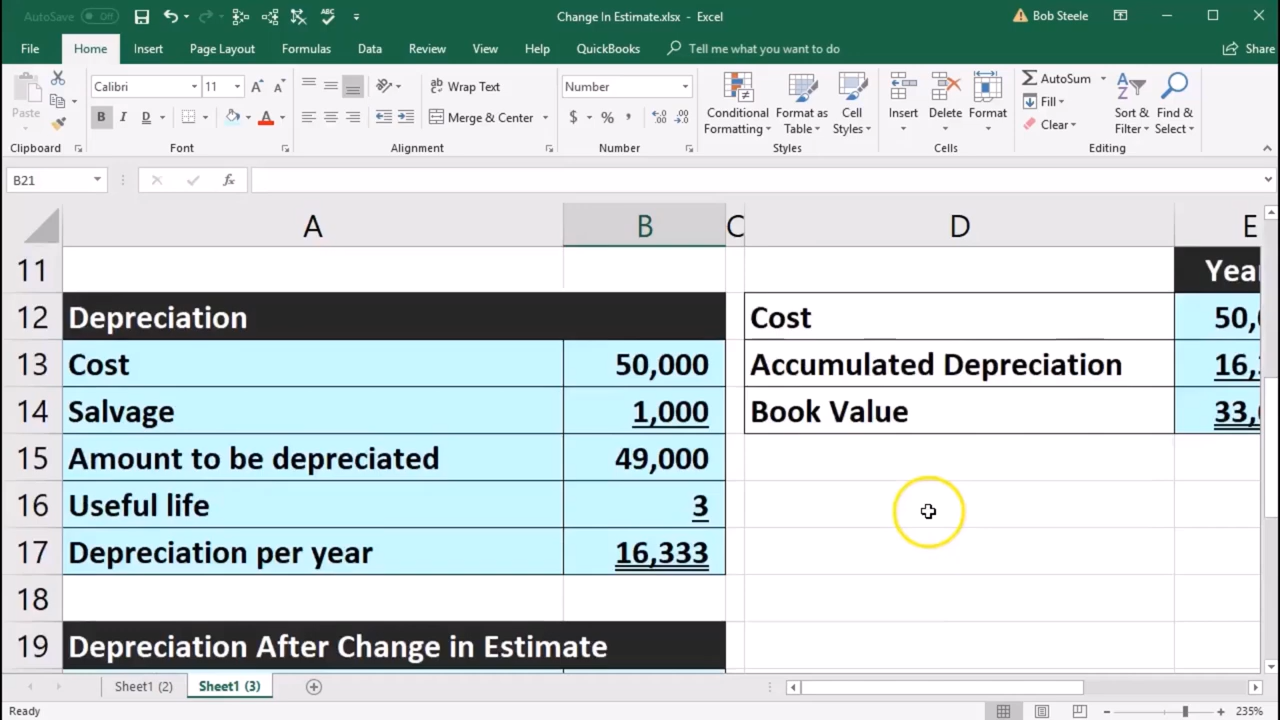 AutoSave Off Change In Estimate.xlsx - Excel Bob Steele
File Home Insert Page Layout Formulas Data Review View Help QuickBooks Tell me what you want to do Share
Paste
Clipboard
Calibri 11
B I D
Font
Wrap Text
Merge & Center
Alignment
Number
$ % ,
Number
Conditional Formatting
Format as Table
Cell Styles
Styles
Insert Delete Format
Cells
AutoSum
Fill
Clear
Sort & Filter
Find & Select
Editing
B21 fx
A B C D E
11 Yea
12 Depreciation Cost 50,
13 Cost 50,000 Accumulated Depreciation 16,
14 Salvage 1,000 Book Value 33,
15 Amount to be depreciated 49,000
16 Useful life 3
17 Depreciation per year 16,333
18
19 Depreciation After Change in Estimate
Sheet1 (2) Sheet1 (3)
Ready 235%